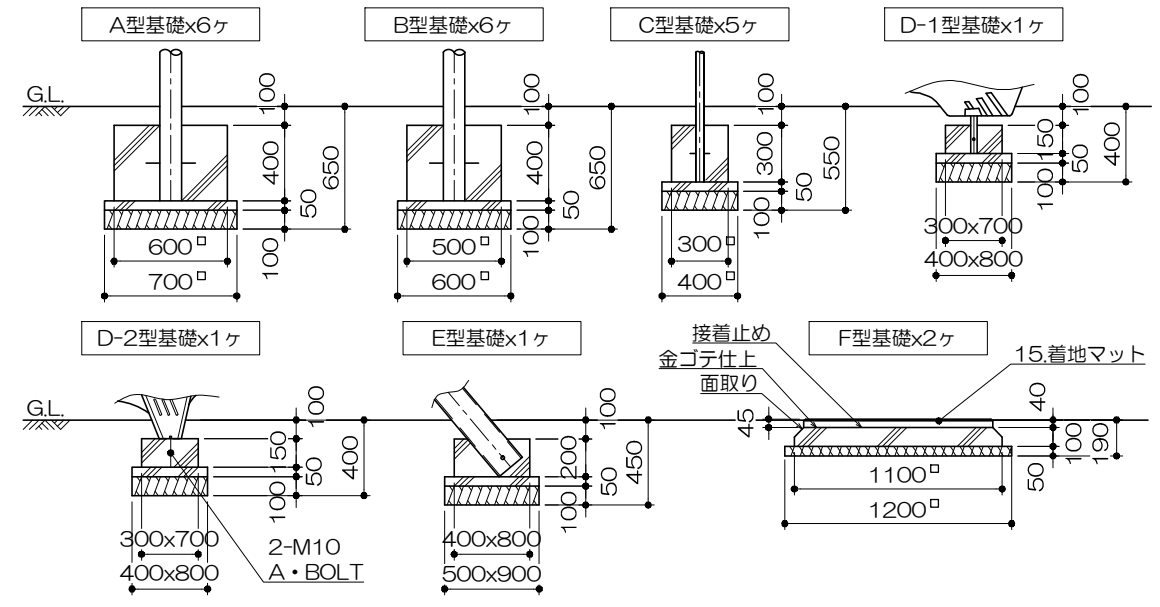 A型基礎x6ヶ
B型基礎x6ヶ
C型基礎x5ヶ
D-1型基礎x1ヶ
G.L.
100
400
50
100
650
600□
700□
100
400
50
100
650
500□
600□
100
300
50
100
550
300□
400□
100
150
50
100
400
300x700
400x800
D-2型基礎x1ヶ
E型基礎x1ヶ
F型基礎x2ヶ
G.L.
100
150
50
100
400
300x700
400x800
2-M10
A・BOLT
100
200
50
100
450
400x800
500x900
接着止め
金ゴテ仕上
面取り
15.着地マット
45
40
100
50
190
1100□
1200□